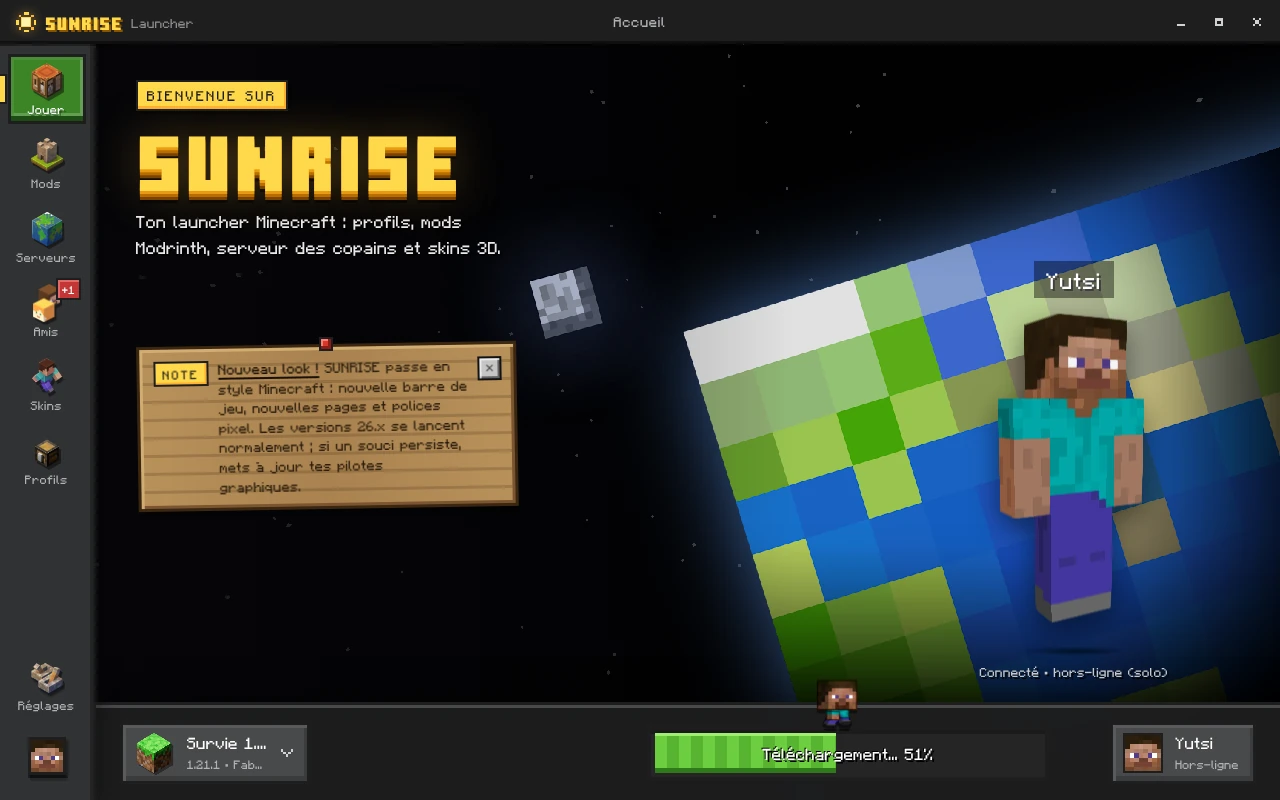 SUNRISE Launcher
Accueil
Jouer
Mods
Serveurs
+1
Amis
Skins
Profils
Réglages
BIENVENUE SUR
SUNRISE
Ton launcher Minecraft : profils, mods
Modrinth, serveur des copains et skins 3D.
NOTE
Nouveau look ! SUNRISE passe en
style Minecraft : nouvelle barre de
jeu, nouvelles pages et polices
pixel. Les versions 26.x se lancent
normalement ; si un souci persiste,
mets à jour tes pilotes
graphiques.
Yutsi
Connecté • hors-ligne (solo)
Survie 1....
1.21.1 • Fab...
Téléchargement... 51%
Yutsi
Hors-ligne